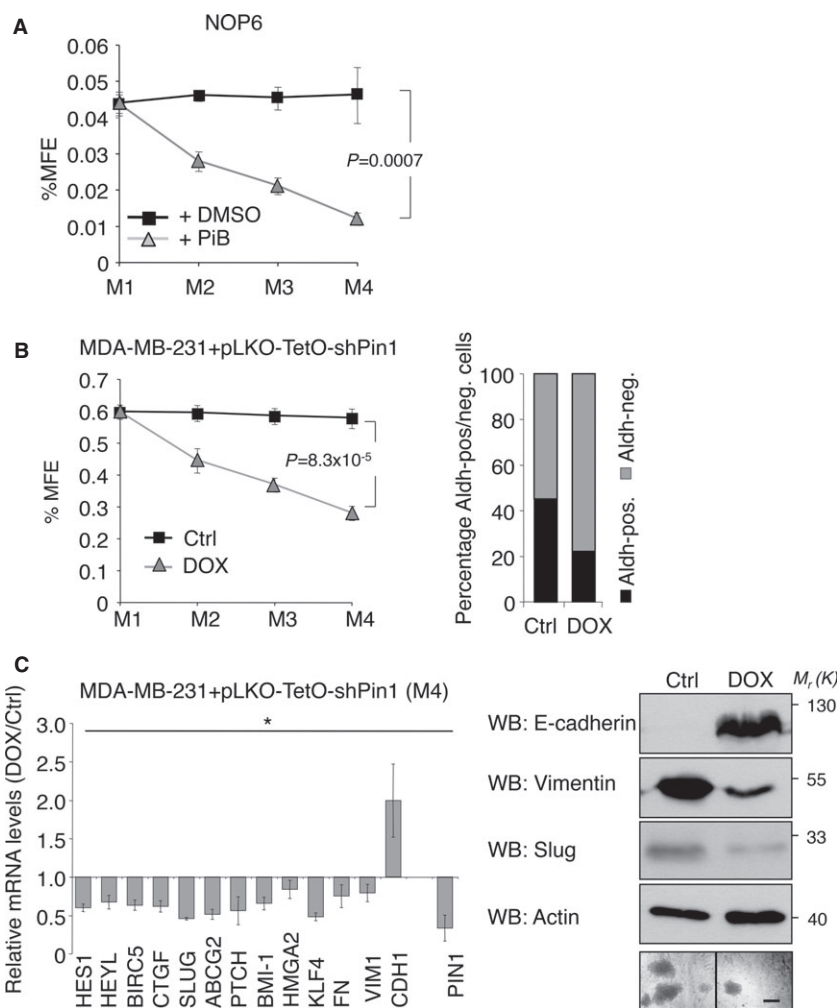 A
NOP6
0.06
0.05
0.04
0.03
0.02
0.01
0
%MFE
P=0.0007
+ DMSO
+ PiB
M1 M2 M3 M4
B
MDA-MB-231+pLKO-TetO-shPin1
0.7
0.6
0.5
0.4
0.3
0.2
0.1
0
% MFE
P=8.3x10-5
Ctrl
DOX
M1 M2 M3 M4
Percentage Aldh-pos/neg. cells
100
80
60
40
20
0
Ctrl DOX
Aldh-pos. Aldh-neg.
C
MDA-MB-231+pLKO-TetO-shPin1 (M4)
Relative mRNA levels (DOX/Ctrl)
3.0
2.5
2.0
1.5
1.0
0.5
0.0
*
HES1
HEYL
BIRC5
CTGF
SLUG
ABCG2
PTCH
BMI-1
HMGA2
KLF4
FN
VIM1
CDH1
PIN1
Ctrl DOX Mr (K)
WB: E-cadherin
130
WB: Vimentin
55
WB: Slug
33
WB: Actin
40